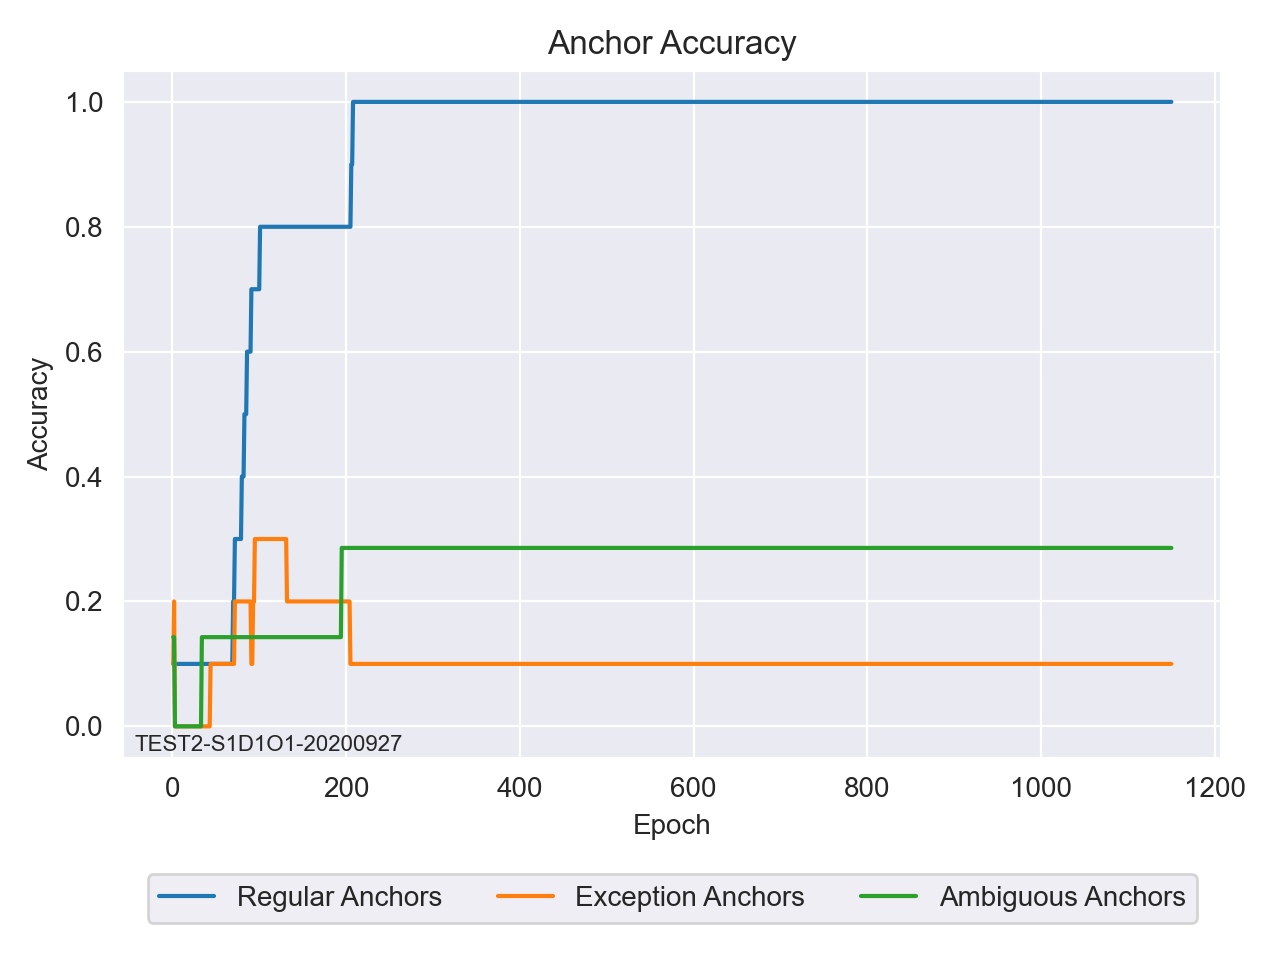 Anchor Accuracy
1.0
0.8
0.6
0.4
0.2
0.0
Accuracy
TEST2-S1D1O1-20200927
0 200 400 600 800 1000 1200
Epoch
Regular Anchors Exception Anchors Ambiguous Anchors